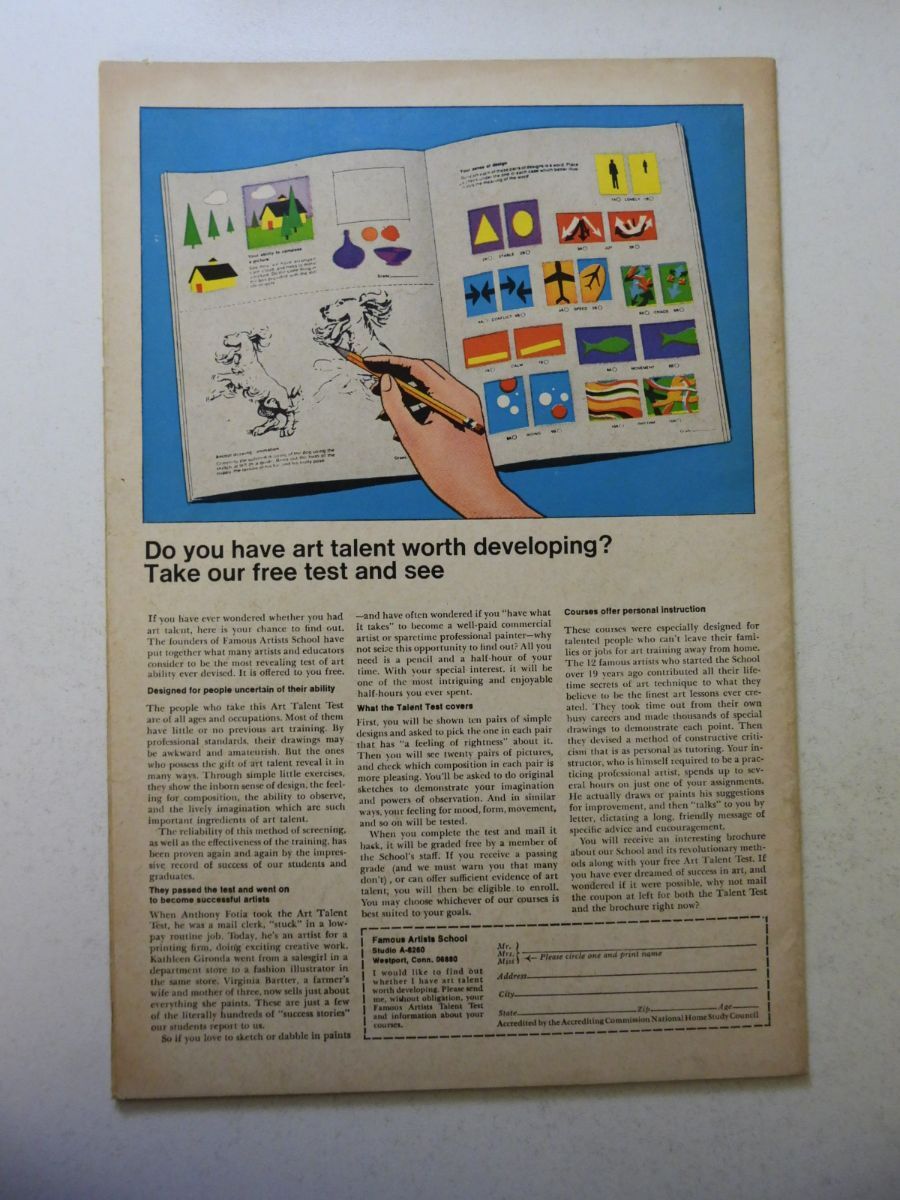 Your ability to complete
a picture
Your sense of design
LONELY
STABLE
JOY
CONFLICT
SPEED
CHAOS
CALM
MOVEMENT
Do you have art talent worth developing?
Take our free test and see
If you have ever wondered whether you had
art talent, here is your chance to find out.
The founders of Famous Artists School have
put together what many artists and educators
consider to be the most revealing test of art
ability ever devised. It is offered to you free.
Designed for people uncertain of their ability
The people who take this Art Talent Test
are of all ages and occupations. Most of them
have little or no previous art training. By
professional standards, their drawings may
be awkward and amateurish. But the ones
who possess the gift of art talent reveal it in
many ways. Through simple little exercises,
they show the inborn sense of design, the feel-
ing for composition, the ability to observe,
and the lively imagination which are such
important ingredients of art talent.
The reliability of this method of screening,
as well as the effectiveness of the training, has
been proven again and again by the impres-
sive record of success of our students and
graduates.
They passed the test and went on
to become successful artists
When Anthony Fotia took the Art Talent
Test, he was a mail clerk, "stuck" in a low-
pay routine job. Today, he's an artist for a
printing firm, doing exciting creative work.
Kathleen Gironda went from a salesgirl in a
department store to a fashion illustrator in
the same store. Virginia Bartter, a farmer's
wife and mother of three, now sells just about
everything she paints. These are just a few
of the literally hundreds of "success stories"
our students report to us.
So if you love to sketch or dabble in paints
—and have often wondered if you "have what
it takes" to become a well-paid commercial
artist or sparetime professional painter—why
not seize this opportunity to find out? All you
need is a pencil and a half-hour of your
time. With your special interest, it will be
one of the most intriguing and enjoyable
half-hours you ever spent.
What the Talent Test covers
First, you will be shown ten pairs of simple
designs and asked to pick the one in each pair
that has "a feeling of rightness" about it.
Then you will see twenty pairs of pictures,
and check which composition in each pair is
more pleasing. You'll be asked to do original
sketches to demonstrate your imagination
and powers of observation. And in similar
ways, your feeling for mood, form, movement,
and so on will be tested.
When you complete the test and mail it
back, it will be graded free by a member of
the School's staff. If you receive a passing
grade (and we must warn you that many
don't), or can offer sufficient evidence of art
talent, you will then be eligible to enroll.
You may choose whichever of our courses is
best suited to your goals.
Courses offer personal instruction
These courses were especially designed for
talented people who can't leave their fami-
lies or jobs for art training away from home.
The 12 famous artists who started the School
over 19 years ago contributed all their life-
time secrets of art technique to what they
believe to be the finest art lessons ever cre-
ated. They took time out from their own
busy careers and made thousands of special
drawings to demonstrate each point. Then
they devised a method of constructive criti-
cism that is as personal as tutoring. Your in-
structor, who is himself required to be a prac-
ticing professional artist, spends up to sev-
eral hours on just one of your assignments.
He actually draws or paints his suggestions
for improvement, and then "talks" to you by
letter, dictating a long, friendly message of
specific advice and encouragement.
You will receive an interesting brochure
about our School and its revolutionary meth-
ods along with your free Art Talent Test. If
you have ever dreamed of success in art, and
wondered if it were possible, why not mail
the coupon at left for both the Talent Test
and the brochure right now?
Famous Artists School
Studio A-6260
Westport, Conn. 06880
I would like to find out
whether I have art talent
worth developing. Please send
me, without obligation, your
Famous Artists Talent Test
and information about your
courses.
Mr.
Mrs.
Miss
Please circle one and print name
Address
City
State Zip Age
Accredited by the Accrediting Commission National Home Study Council